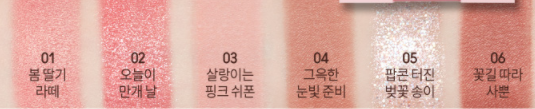 01
봄 딸기
라떼
02
오늘이
만개 날
03
살랑이는
핑크 쉬폰
04
그윽한
눈빛 준비
05
팝콘 터진
벚꽃 송이
06
꽃길 따라
사뿐